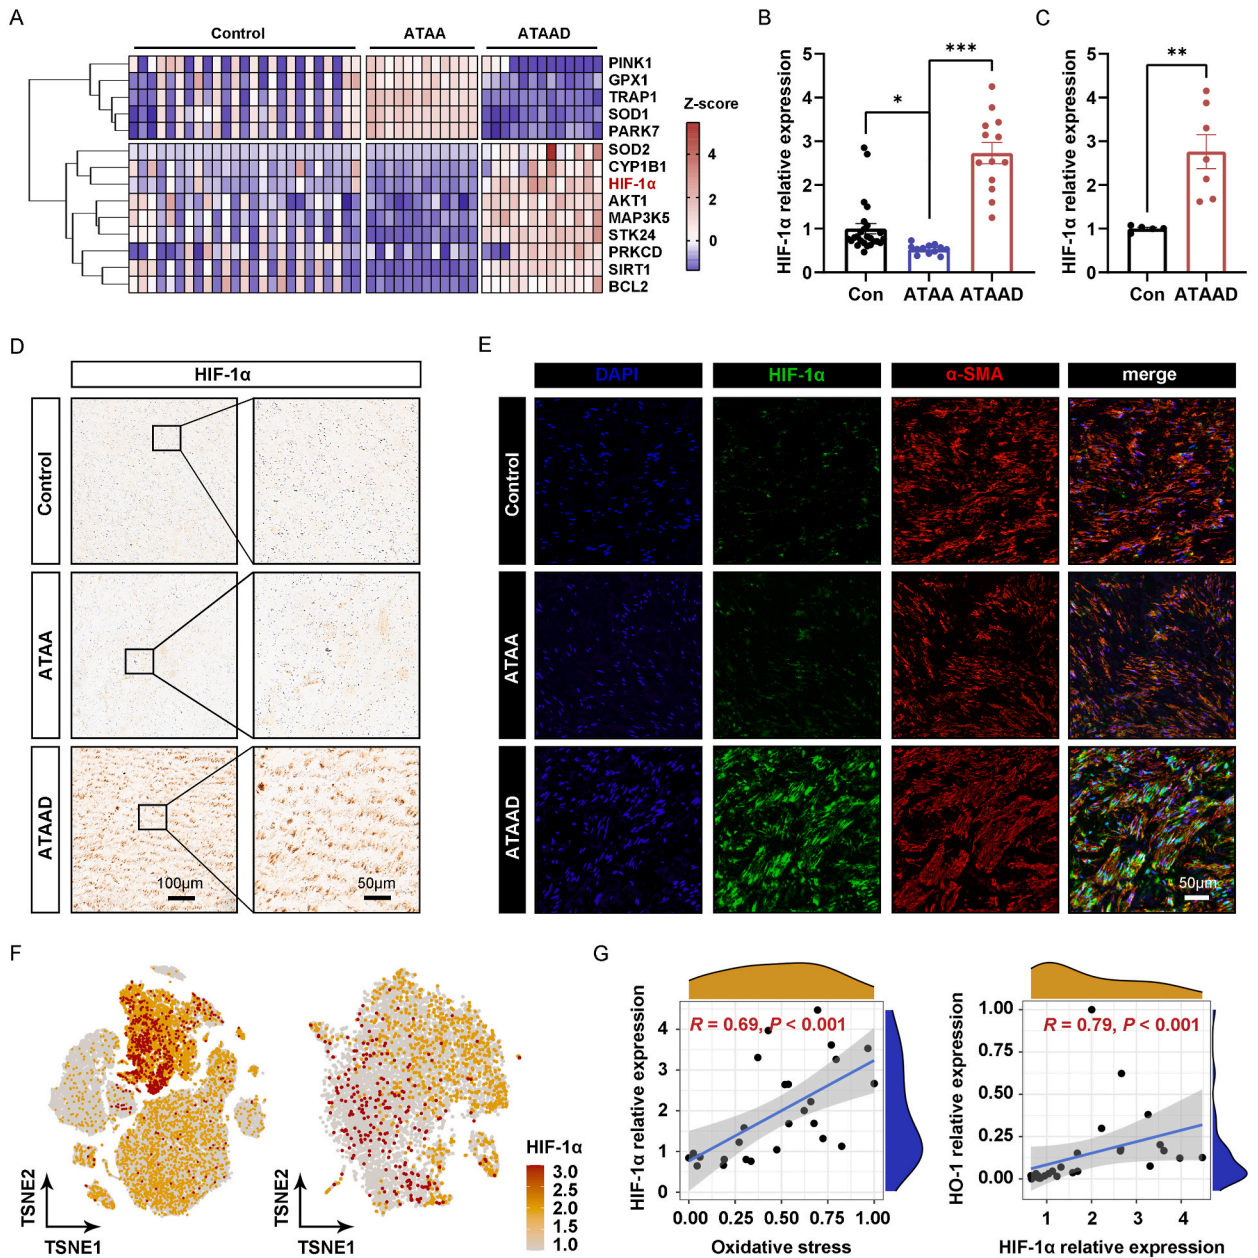 A
Control
ATAA
ATAAD
PINK1
GPX1
TRAP1
SOD1
PARK7
SOD2
CYP1B1
HIF-1α
AKT1
MAP3K5
STK24
PRKCD
SIRT1
BCL2
Z-score
4
2
0
B
HIF-1α relative expression
5
4
3
2
1
0
*
***
Con
ATAA
ATAAD
C
HIF-1α relative expression
5
4
3
2
1
0
**
Con
ATAAD
D
HIF-1α
Control
ATAA
ATAAD
100μm
50μm
E
DAPI
HIF-1α
α-SMA
merge
Control
ATAA
ATAAD
50μm
F
TSNE2
TSNE1
TSNE2
TSNE1
HIF-1α
3.0
2.5
2.0
1.5
1.0
G
HIF-1α relative expression
4
3
2
1
0
R = 0.69, P < 0.001
0.00
0.25
0.50
0.75
1.00
Oxidative stress
HO-1 relative expression
1.00
0.75
0.50
0.25
0.00
R = 0.79, P < 0.001
1
2
3
4
HIF-1α relative expression